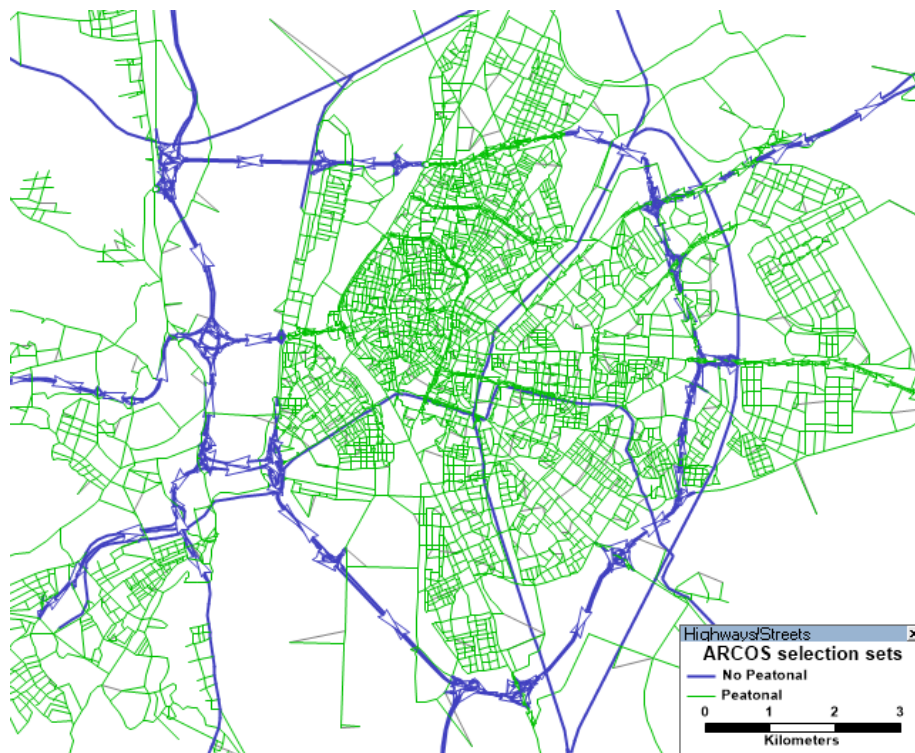 Highways/Streets
ARCOS selection sets
No Peatonal
Peatonal
0 1 2 3
Kilometers